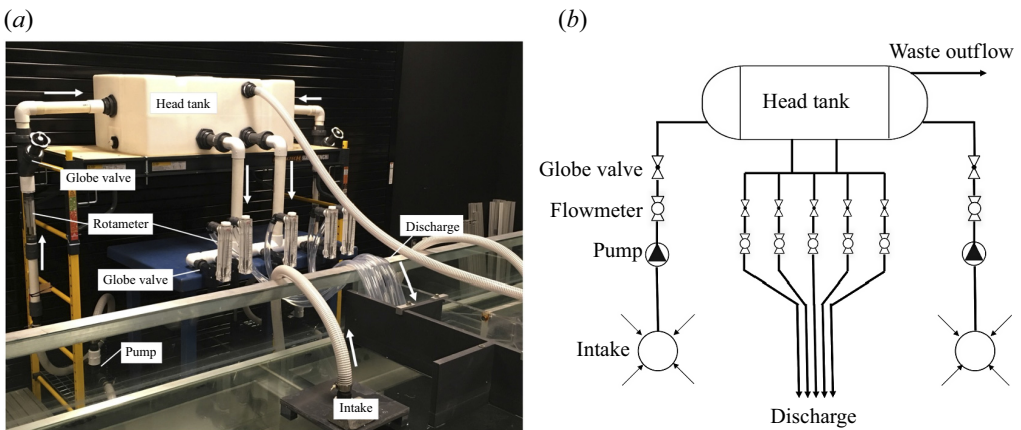 (a)
Head tank
Globe valve
Rotameter
Discharge
Globe valve
Pump
Intake
(b)
Waste outflow
Head tank
Globe valve
Flowmeter
Pump
Intake
Discharge